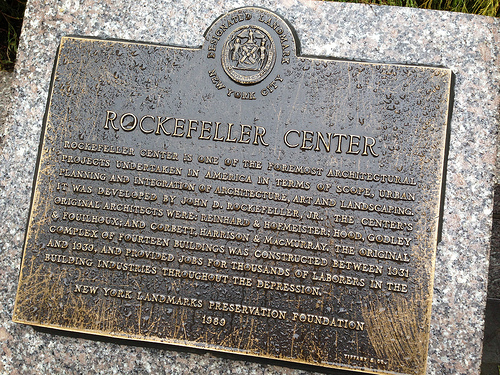 DESIGNATED LANDMARK
NEW YORK CITY
ROCKEFELLER CENTER
ROCKEFELLER CENTER IS ONE OF THE FOREMOST ARCHITECTURAL
PROJECTS UNDERTAKEN IN AMERICA IN TERMS OF SCOPE, URBAN
PLANNING AND INTEGRATION OF ARCHITECTURE, ART AND LANDSCAPING.
IT WAS DEVELOPED BY JOHN D. ROCKEFELLER, JR. THE CENTER'S
ORIGINAL ARCHITECTS WERE: REINHARD & HOFMEISTER; HOOD, GODLEY
& FOUILHOUX; AND CORBETT, HARRISON & MACMURRAY. THE ORIGINAL
COMPLEX OF FOURTEEN BUILDINGS WAS CONSTRUCTED BETWEEN 1931
AND 1939, AND PROVIDED JOBS FOR THOUSANDS OF LABORERS IN THE
BUILDING INDUSTRIES THROUGHOUT THE DEPRESSION.
NEW YORK LANDMARKS PRESERVATION FOUNDATION
1989
TIFFANY & CO.